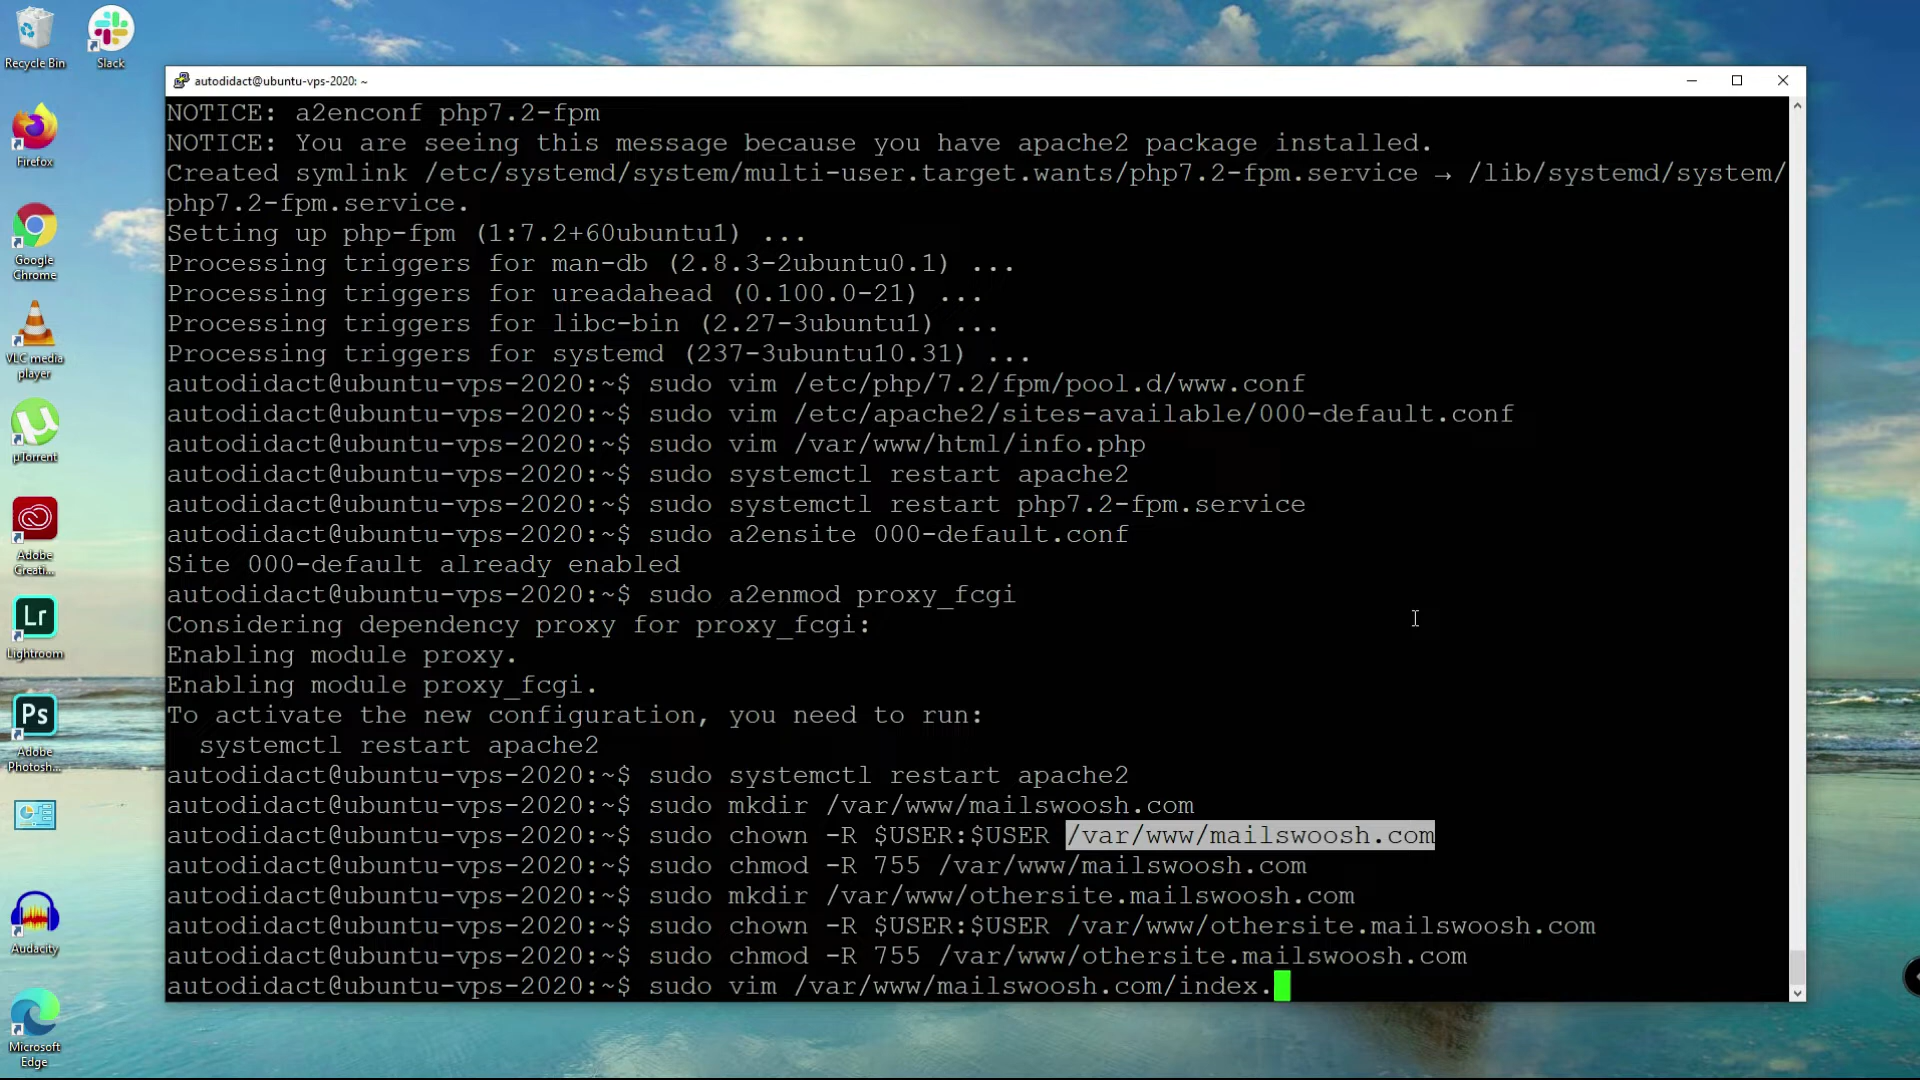 Recycle Bin
Slack
Firefox
Google
Chrome
VLC media
player
µTorrent
Adobe
Creati...
Lr
Lightroom
Ps
Adobe
Photosh...
Audacity
Microsoft
Edge
autodidact@ubuntu-vps-2020: ~
NOTICE: a2enconf php7.2-fpm
NOTICE: You are seeing this message because you have apache2 package installed.
Created symlink /etc/systemd/system/multi-user.target.wants/php7.2-fpm.service → /lib/systemd/system/
php7.2-fpm.service.
Setting up php-fpm (1:7.2+60ubuntu1) ...
Processing triggers for man-db (2.8.3-2ubuntu0.1) ...
Processing triggers for ureadahead (0.100.0-21) ...
Processing triggers for libc-bin (2.27-3ubuntu1) ...
Processing triggers for systemd (237-3ubuntu10.31) ...
autodidact@ubuntu-vps-2020:~$ sudo vim /etc/php/7.2/fpm/pool.d/www.conf
autodidact@ubuntu-vps-2020:~$ sudo vim /etc/apache2/sites-available/000-default.conf
autodidact@ubuntu-vps-2020:~$ sudo vim /var/www/html/info.php
autodidact@ubuntu-vps-2020:~$ sudo systemctl restart apache2
autodidact@ubuntu-vps-2020:~$ sudo systemctl restart php7.2-fpm.service
autodidact@ubuntu-vps-2020:~$ sudo a2ensite 000-default.conf
Site 000-default already enabled
autodidact@ubuntu-vps-2020:~$ sudo a2enmod proxy_fcgi
Considering dependency proxy for proxy_fcgi:
Enabling module proxy.
Enabling module proxy_fcgi.
To activate the new configuration, you need to run:
  systemctl restart apache2
autodidact@ubuntu-vps-2020:~$ sudo systemctl restart apache2
autodidact@ubuntu-vps-2020:~$ sudo mkdir /var/www/mailswoosh.com
autodidact@ubuntu-vps-2020:~$ sudo chown -R $USER:$USER /var/www/mailswoosh.com
autodidact@ubuntu-vps-2020:~$ sudo chmod -R 755 /var/www/mailswoosh.com
autodidact@ubuntu-vps-2020:~$ sudo mkdir /var/www/othersite.mailswoosh.com
autodidact@ubuntu-vps-2020:~$ sudo chown -R $USER:$USER /var/www/othersite.mailswoosh.com
autodidact@ubuntu-vps-2020:~$ sudo chmod -R 755 /var/www/othersite.mailswoosh.com
autodidact@ubuntu-vps-2020:~$ sudo vim /var/www/mailswoosh.com/index.